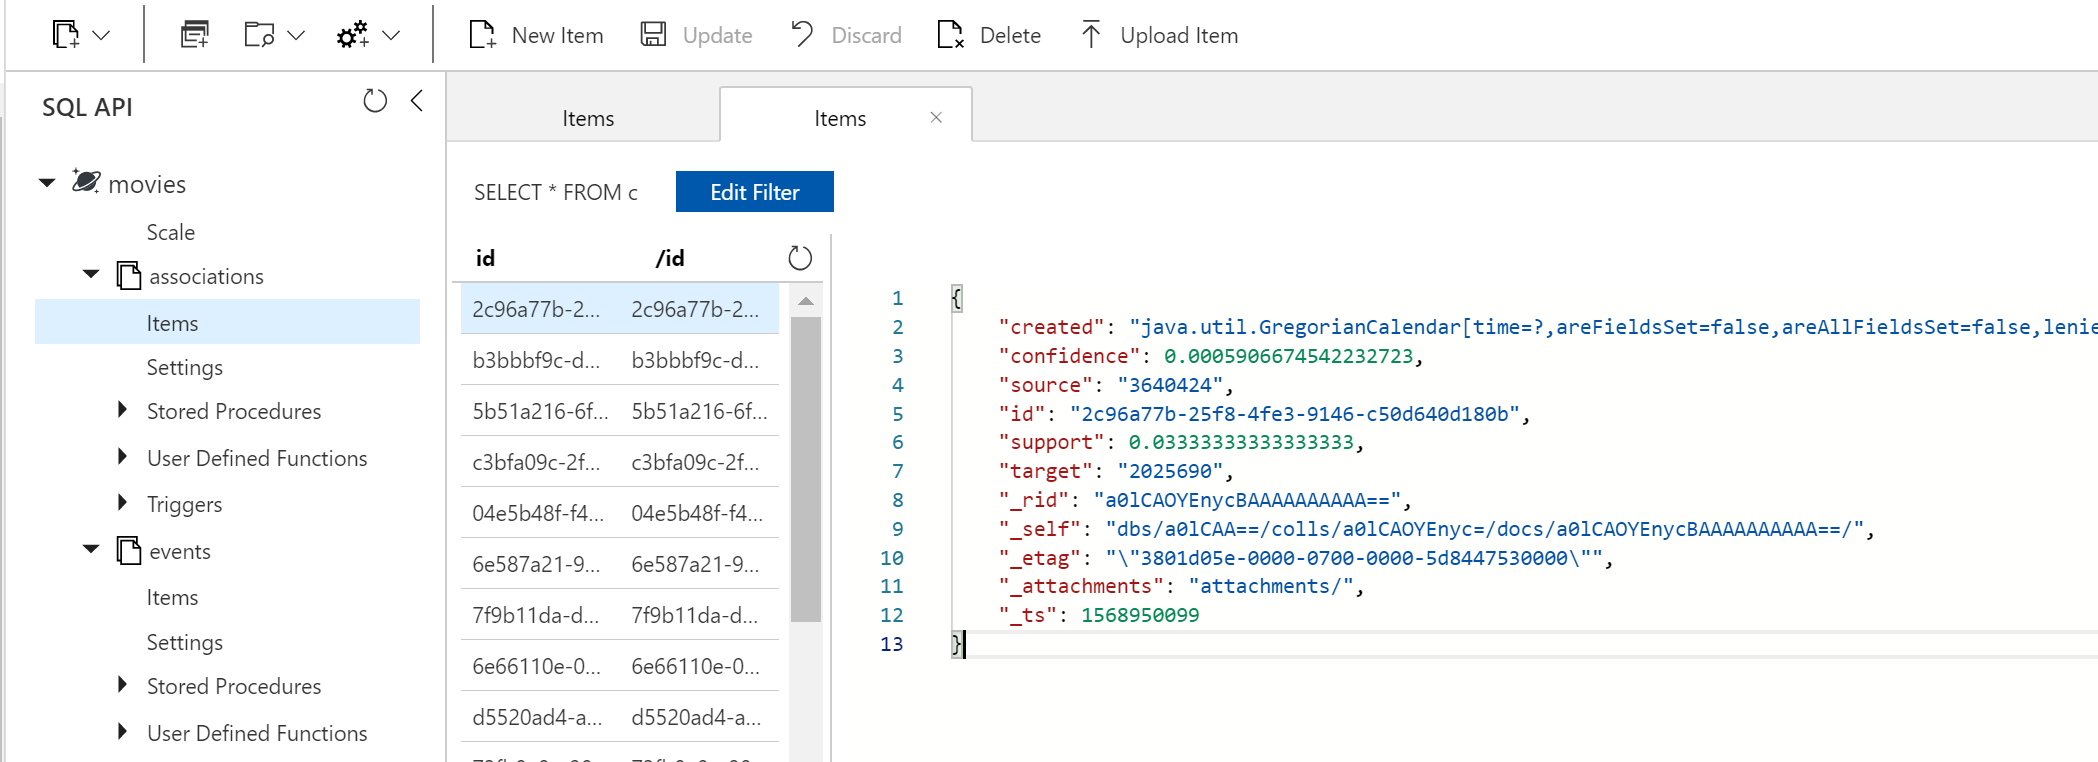 New Item Update Discard Delete Upload Item
SQL API
movies
Scale
associations
Items
Settings
Stored Procedures
User Defined Functions
Triggers
events
Items
Settings
Stored Procedures
User Defined Functions
Items Items
SELECT * FROM c Edit Filter
id /id
2c96a77b-2... 2c96a77b-2...
b3bbbf9c-d... b3bbbf9c-d...
5b51a216-6f... 5b51a216-6f...
c3bfa09c-2f... c3bfa09c-2f...
04e5b48f-f4... 04e5b48f-f4...
6e587a21-9... 6e587a21-9...
7f9b11da-d... 7f9b11da-d...
6e66110e-0... 6e66110e-0...
d5520ad4-a... d5520ad4-a...
1 {
2 "created": "java.util.GregorianCalendar[time=?,areFieldsSet=false,areAllFieldsSet=false,lenie
3 "confidence": 0.0005906674542232723,
4 "source": "3640424",
5 "id": "2c96a77b-25f8-4fe3-9146-c50d640d180b",
6 "support": 0.03333333333333333,
7 "target": "2025690",
8 "_rid": "a0lCAOYEnycBAAAAAAAAAA==",
9 "_self": "dbs/a0lCAA==/colls/a0lCAOYEnyc=/docs/a0lCAOYEnycBAAAAAAAAAA==/",
10 "_etag": "\"3801d05e-0000-0700-0000-5d8447530000\"",
11 "_attachments": "attachments/",
12 "_ts": 1568950099
13 }